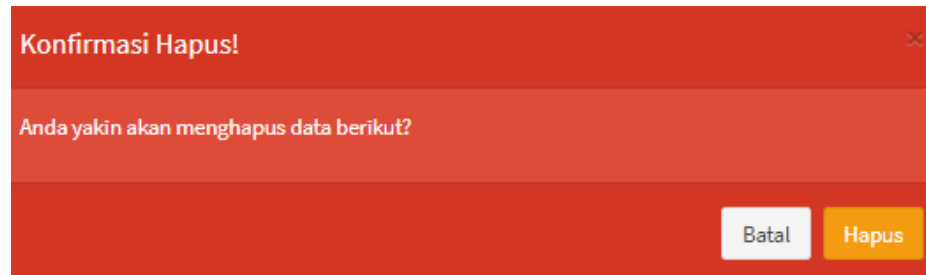 Konfirmasi Hapus!
×
Anda yakin akan menghapus data berikut?
Batal
Hapus